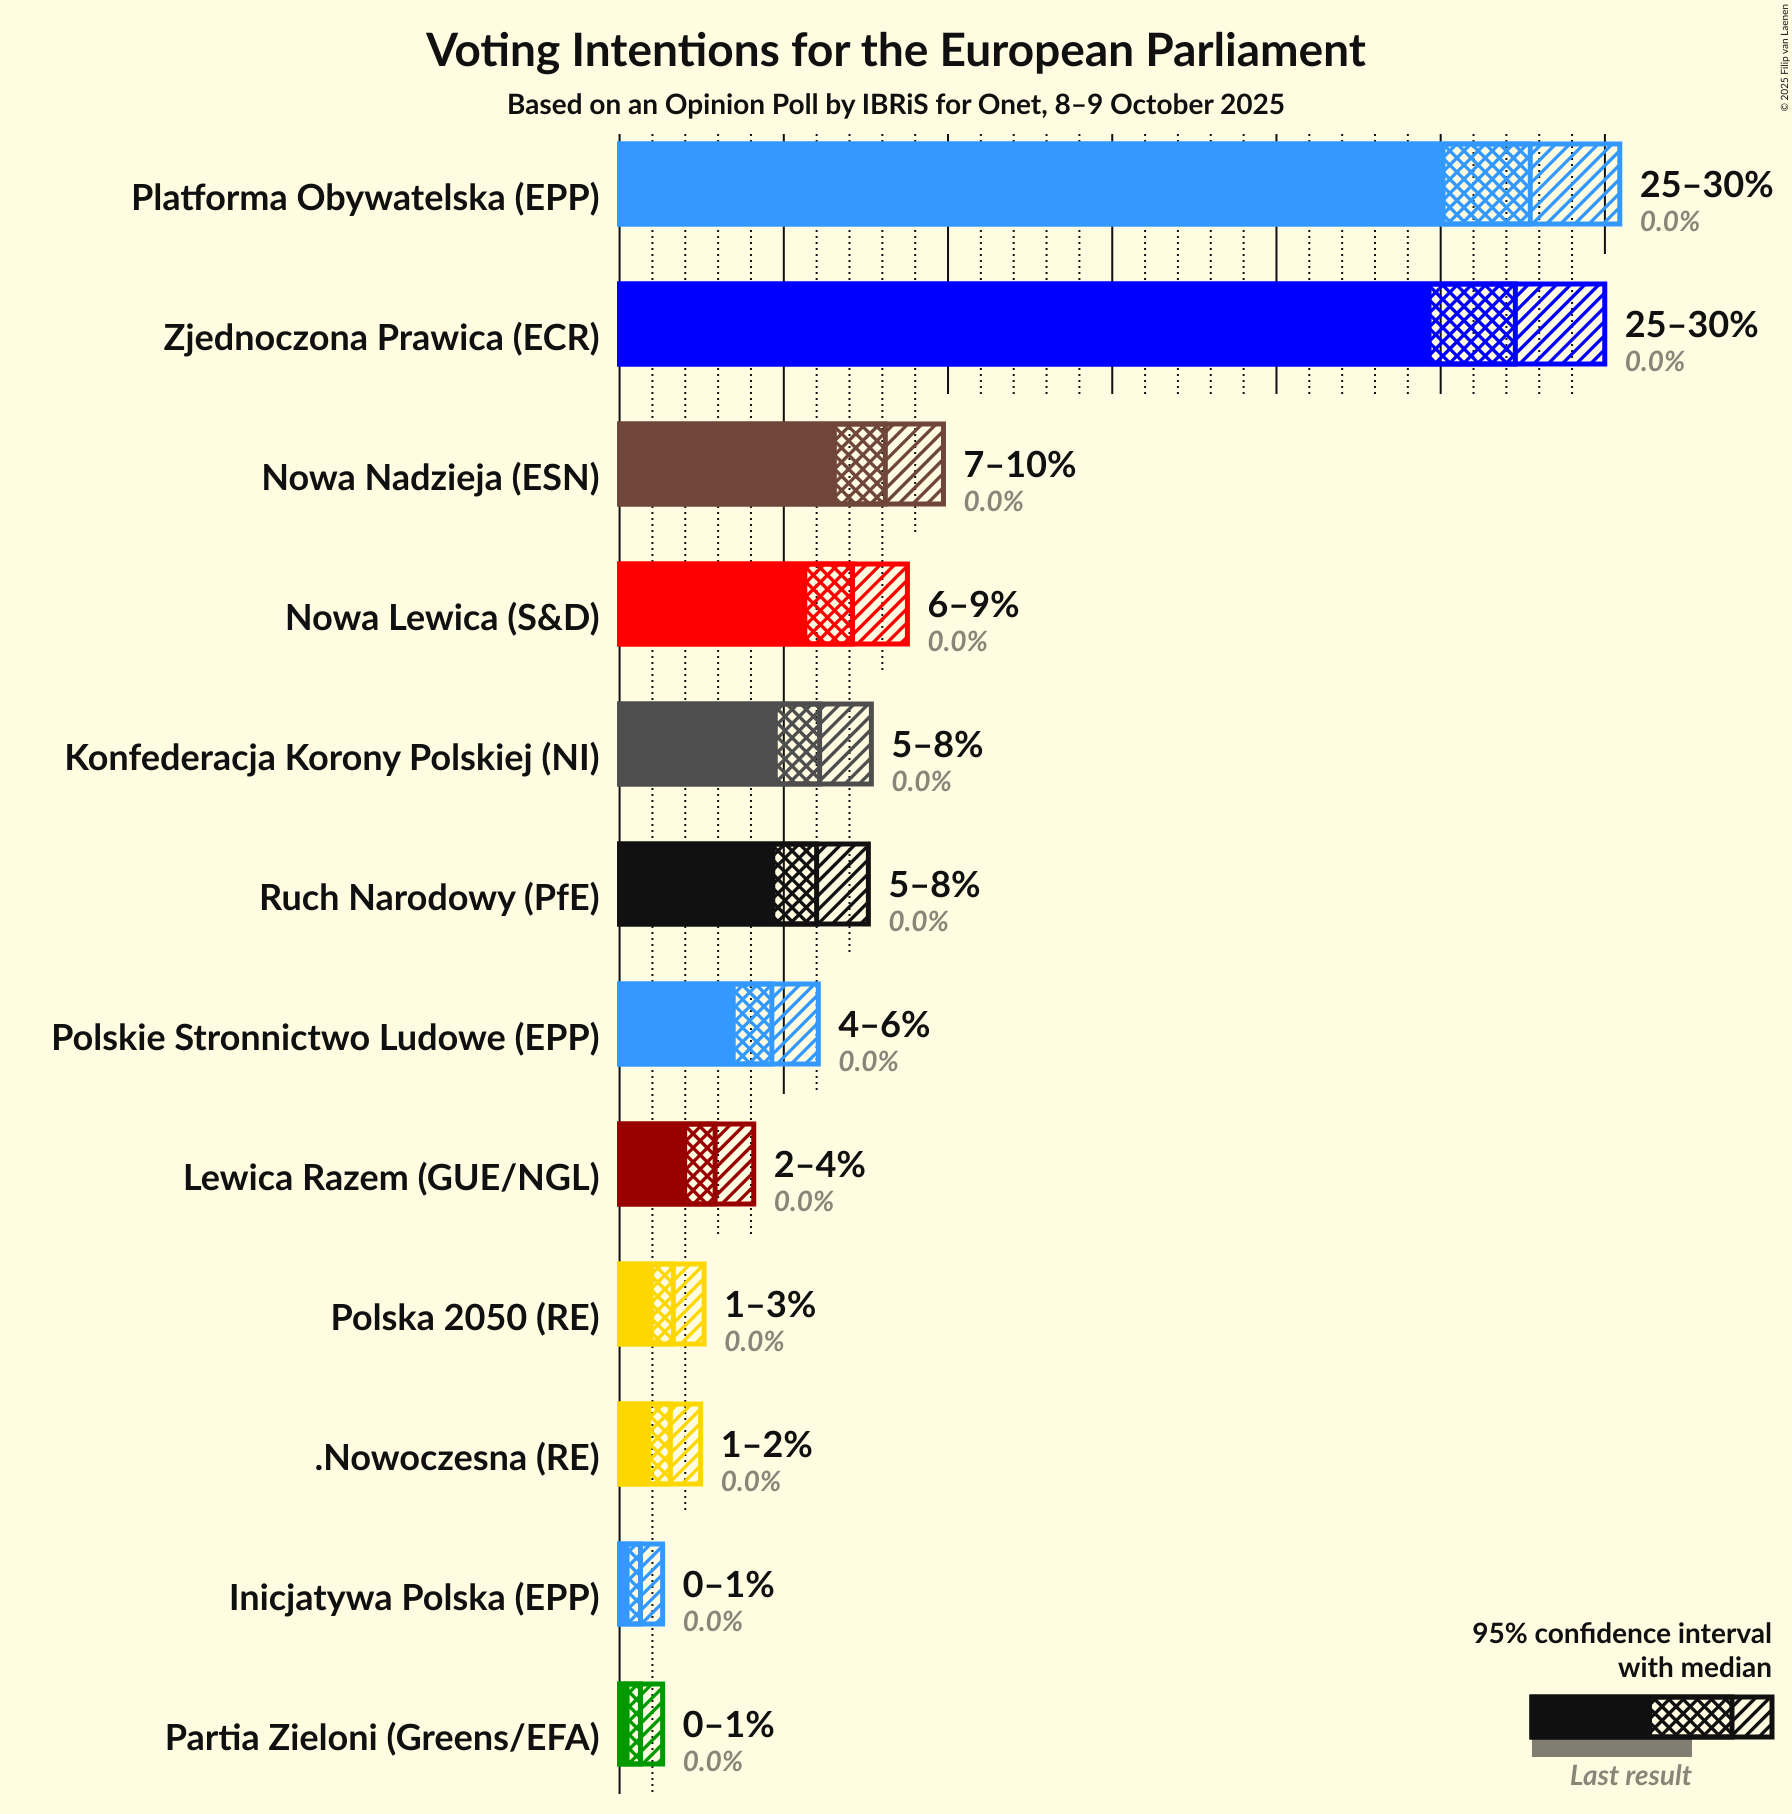 Voting Intentions for the European Parliament
Based on an Opinion Poll by IBRiS for Onet, 8–9 October 2025
© 2025 Filip van Laenen
Platforma Obywatelska (EPP)
25–30%
0.0%
Zjednoczona Prawica (ECR)
25–30%
0.0%
Nowa Nadzieja (ESN)
7–10%
0.0%
Nowa Lewica (S&D)
6–9%
0.0%
Konfederacja Korony Polskiej (NI)
5–8%
0.0%
Ruch Narodowy (PfE)
5–8%
0.0%
Polskie Stronnictwo Ludowe (EPP)
4–6%
0.0%
Lewica Razem (GUE/NGL)
2–4%
0.0%
Polska 2050 (RE)
1–3%
0.0%
.Nowoczesna (RE)
1–2%
0.0%
Inicjatywa Polska (EPP)
0–1%
0.0%
Partia Zieloni (Greens/EFA)
0–1%
0.0%
95% confidence interval
with median
Last result